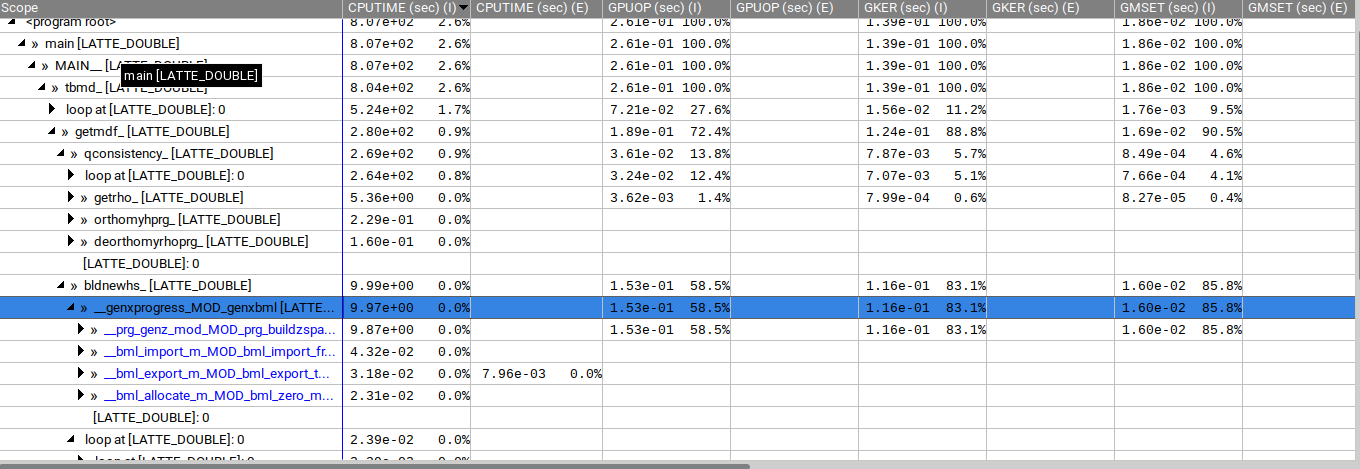 Scope CPUTIME (sec) (I) CPUTIME (sec) (E) GPUOP (sec) (I) GPUOP (sec) (E) GKER (sec) (I) GKER (sec) (E) GMSET (sec) (I) GMSET (sec) (E)
<program root> 8.07e+02 2.6% 2.61e-01 100.0% 1.39e-01 100.0% 1.86e-02 100.0%
» main [LATTE_DOUBLE] 8.07e+02 2.6% 2.61e-01 100.0% 1.39e-01 100.0% 1.86e-02 100.0%
» MAIN__ [LA 8.07e+02 2.6% 2.61e-01 100.0% 1.39e-01 100.0% 1.86e-02 100.0%
main [LATTE_DOUBLE]
» tbmd_ [LATTE_DOUBLE] 8.04e+02 2.6% 2.61e-01 100.0% 1.39e-01 100.0% 1.86e-02 100.0%
loop at [LATTE_DOUBLE]: 0 5.24e+02 1.7% 7.21e-02 27.6% 1.56e-02 11.2% 1.76e-03 9.5%
» getmdf_ [LATTE_DOUBLE] 2.80e+02 0.9% 1.89e-01 72.4% 1.24e-01 88.8% 1.69e-02 90.5%
» qconsistency_ [LATTE_DOUBLE] 2.69e+02 0.9% 3.61e-02 13.8% 7.87e-03 5.7% 8.49e-04 4.6%
loop at [LATTE_DOUBLE]: 0 2.64e+02 0.8% 3.24e-02 12.4% 7.07e-03 5.1% 7.66e-04 4.1%
» getrho_ [LATTE_DOUBLE] 5.36e+00 0.0% 3.62e-03 1.4% 7.99e-04 0.6% 8.27e-05 0.4%
» orthomyhprg_ [LATTE_DOUBLE] 2.29e-01 0.0%
» deorthomyrhoprg_ [LATTE_DOUBLE] 1.60e-01 0.0%
[LATTE_DOUBLE]: 0
» bldnewhs_ [LATTE_DOUBLE] 9.99e+00 0.0% 1.53e-01 58.5% 1.16e-01 83.1% 1.60e-02 85.8%
» __genxprogress_MOD_genxbml [LATTE... 9.97e+00 0.0% 1.53e-01 58.5% 1.16e-01 83.1% 1.60e-02 85.8%
» __prg_genz_mod_MOD_prg_buildzspa... 9.87e+00 0.0% 1.53e-01 58.5% 1.16e-01 83.1% 1.60e-02 85.8%
» __bml_import_m_MOD_bml_import_fr... 4.32e-02 0.0%
» __bml_export_m_MOD_bml_export_t... 3.18e-02 0.0% 7.96e-03 0.0%
» __bml_allocate_m_MOD_bml_zero_m... 2.31e-02 0.0%
[LATTE_DOUBLE]: 0
loop at [LATTE_DOUBLE]: 0 2.39e-02 0.0%